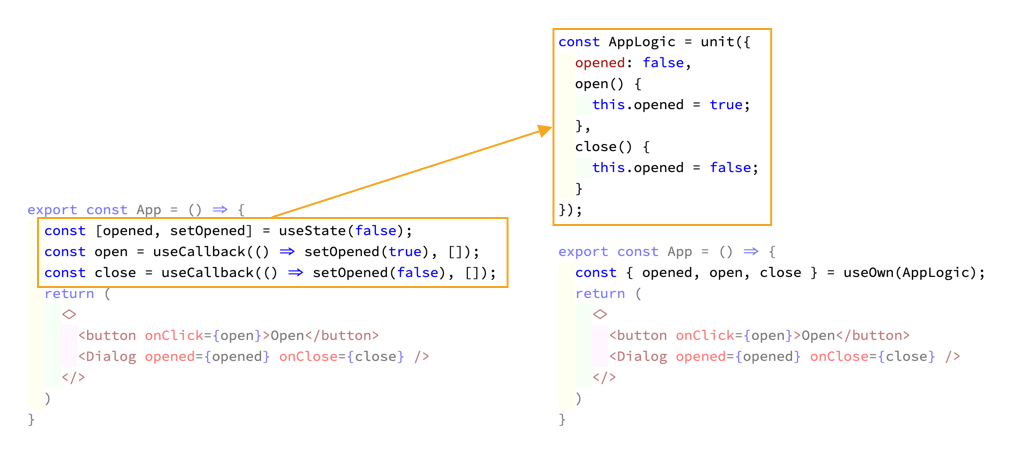 const AppLogic = unit({
  opened: false,
  open() {
    this.opened = true;
  },
  close() {
    this.opened = false;
  }
});
export const App = () => {
  const [opened, setOpened] = useState(false);
  const open = useCallback(() => setOpened(true), []);
  const close = useCallback(() => setOpened(false), []);
  return (
    <>
      <button onClick={open}>Open</button>
      <Dialog opened={opened} onClose={close} />
    </>
  )
}
export const App = () => {
  const { opened, open, close } = useOwn(AppLogic);
  return (
    <>
      <button onClick={open}>Open</button>
      <Dialog opened={opened} onClose={close} />
    </>
  )
}